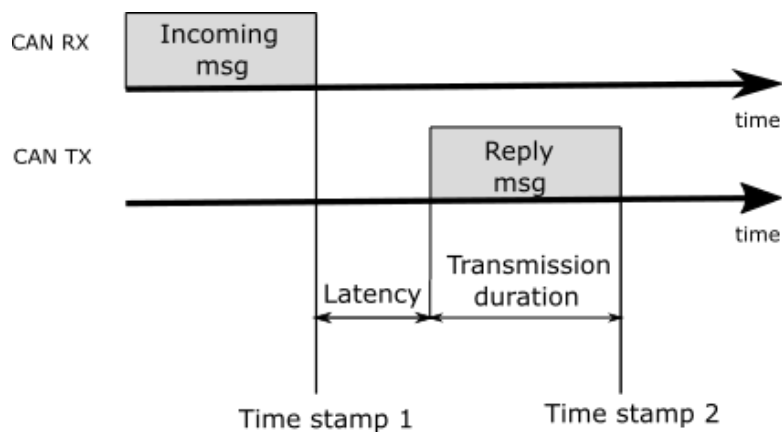 CAN RX
Incoming
msg
time
CAN TX
Reply
msg
time
Latency
Transmission
duration
Time stamp 1
Time stamp 2